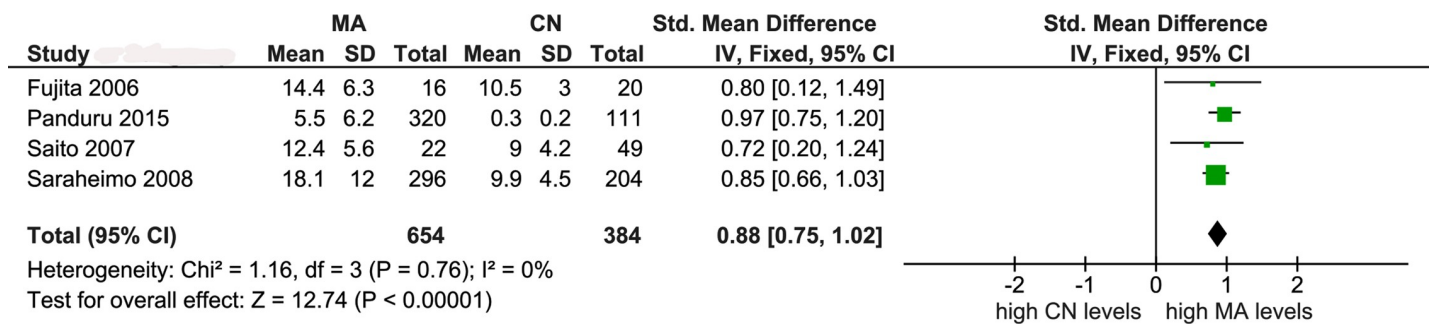 MA CN Std. Mean Difference Std. Mean Difference
Study Mean SD Total Mean SD Total IV, Fixed, 95% CI IV, Fixed, 95% CI
Fujita 2006 14.4 6.3 16 10.5 3 20 0.80 [0.12, 1.49]
Panduru 2015 5.5 6.2 320 0.3 0.2 111 0.97 [0.75, 1.20]
Saito 2007 12.4 5.6 22 9 4.2 49 0.72 [0.20, 1.24]
Saraheimo 2008 18.1 12 296 9.9 4.5 204 0.85 [0.66, 1.03]
Total (95% CI) 654 384 0.88 [0.75, 1.02]
Heterogeneity: Chi² = 1.16, df = 3 (P = 0.76); I² = 0%
Test for overall effect: Z = 12.74 (P < 0.00001)
-2 -1 0 1 2
high CN levels high MA levels